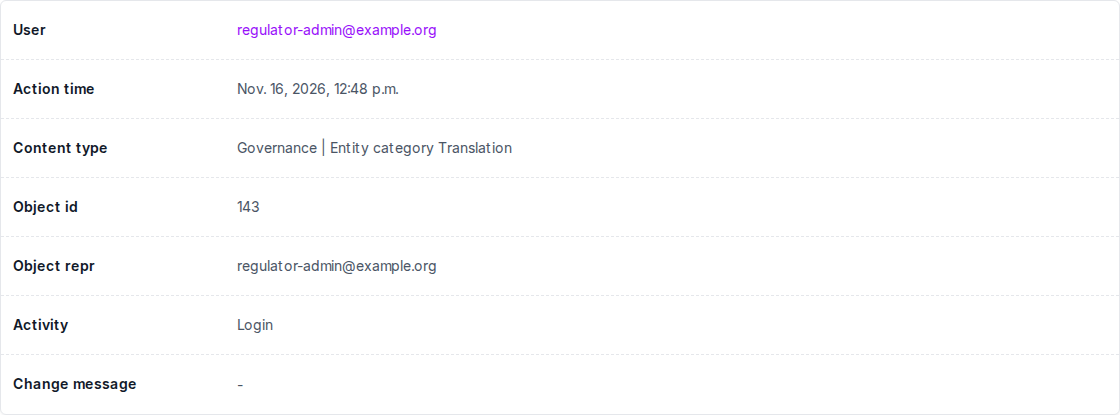 User regulator-admin@example.org
Action time Nov. 16, 2026, 12:48 p.m.
Content type Governance | Entity category Translation
Object id 143
Object repr regulator-admin@example.org
Activity Login
Change message -